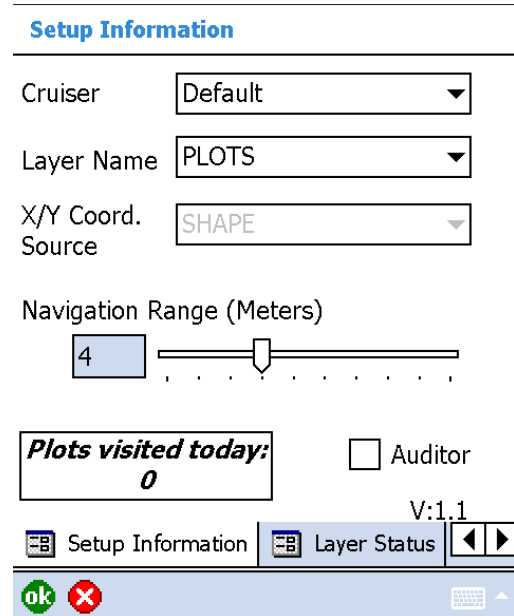 Setup Information
Cruiser
Default
Layer Name
PLOTS
X/Y Coord.
Source
SHAPE
Navigation Range (Meters)
4
Plots visited today:
0
Auditor
V:1.1
Setup Information
Layer Status
ok